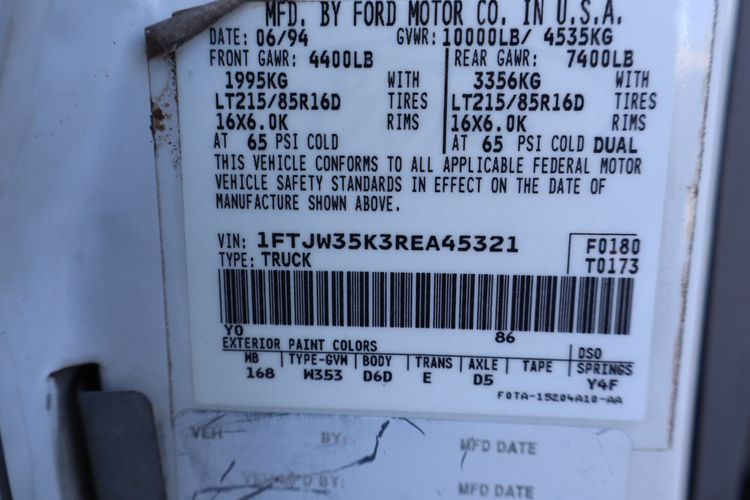 MFD. BY FORD MOTOR CO. IN U.S.A.
DATE: 06/94 GVWR: 10000LB/ 4535KG
FRONT GAWR: 4400LB REAR GAWR: 7400LB
1995KG WITH 3356KG WITH
LT215/85R16D TIRES LT215/85R16D TIRES
16X6.0K RIMS 16X6.0K RIMS
AT 65 PSI COLD AT 65 PSI COLD DUAL
THIS VEHICLE CONFORMS TO ALL APPLICABLE FEDERAL MOTOR
VEHICLE SAFETY STANDARDS IN EFFECT ON THE DATE OF
MANUFACTURE SHOWN ABOVE.
VIN: 1FTJW35K3REA45321 F0180
TYPE: TRUCK T0173
YO 86
EXTERIOR PAINT COLORS DSO
WB TYPE-GVW BODY TRANS AXLE TAPE SPRINGS
168 W353 D6D E D5 Y4F
F0TA-15204A10-AA
VEH BY: MFD DATE
VEH MFD BY: MFD DATE